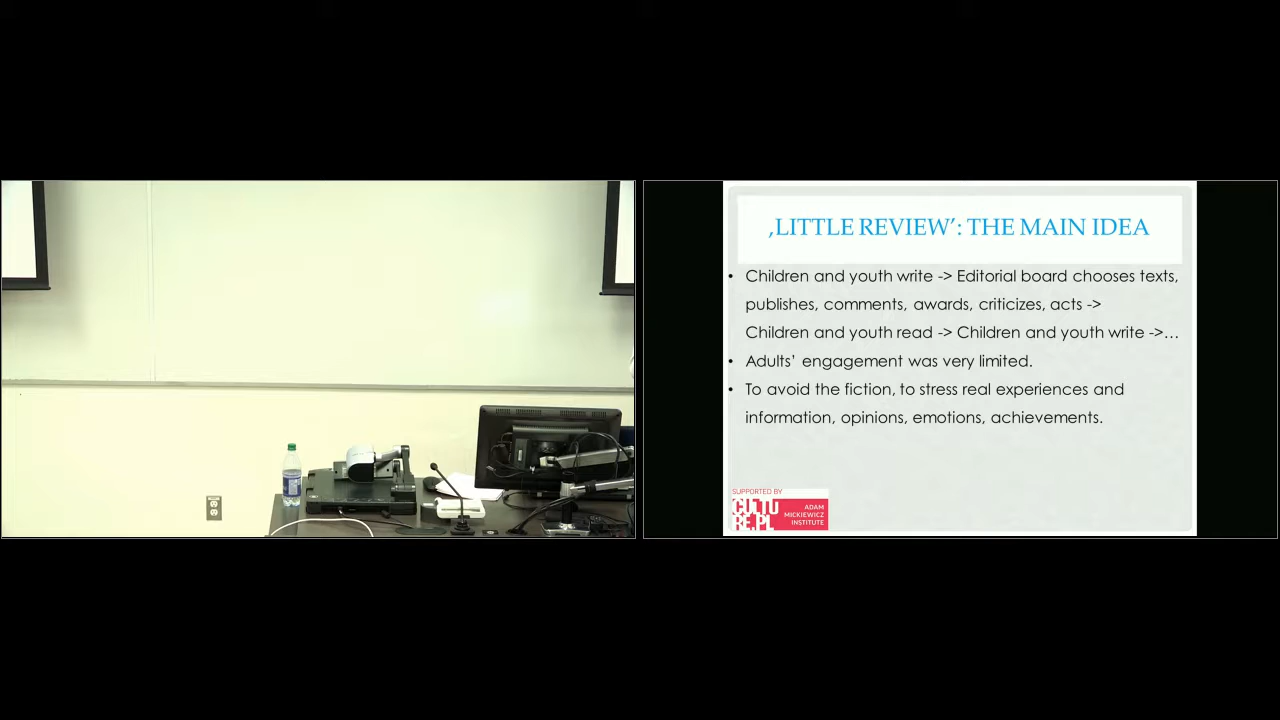 ‚LITTLE REVIEW’: THE MAIN IDEA
• Children and youth write -> Editorial board chooses texts,
publishes, comments, awards, criticizes, acts ->
Children and youth read -> Children and youth write ->…
• Adults’ engagement was very limited.
• To avoid the fiction, to stress real experiences and
information, opinions, emotions, achievements.
SUPPORTED BY
CULTU
RE.PL
ADAM
MICKIEWICZ
INSTITUTE